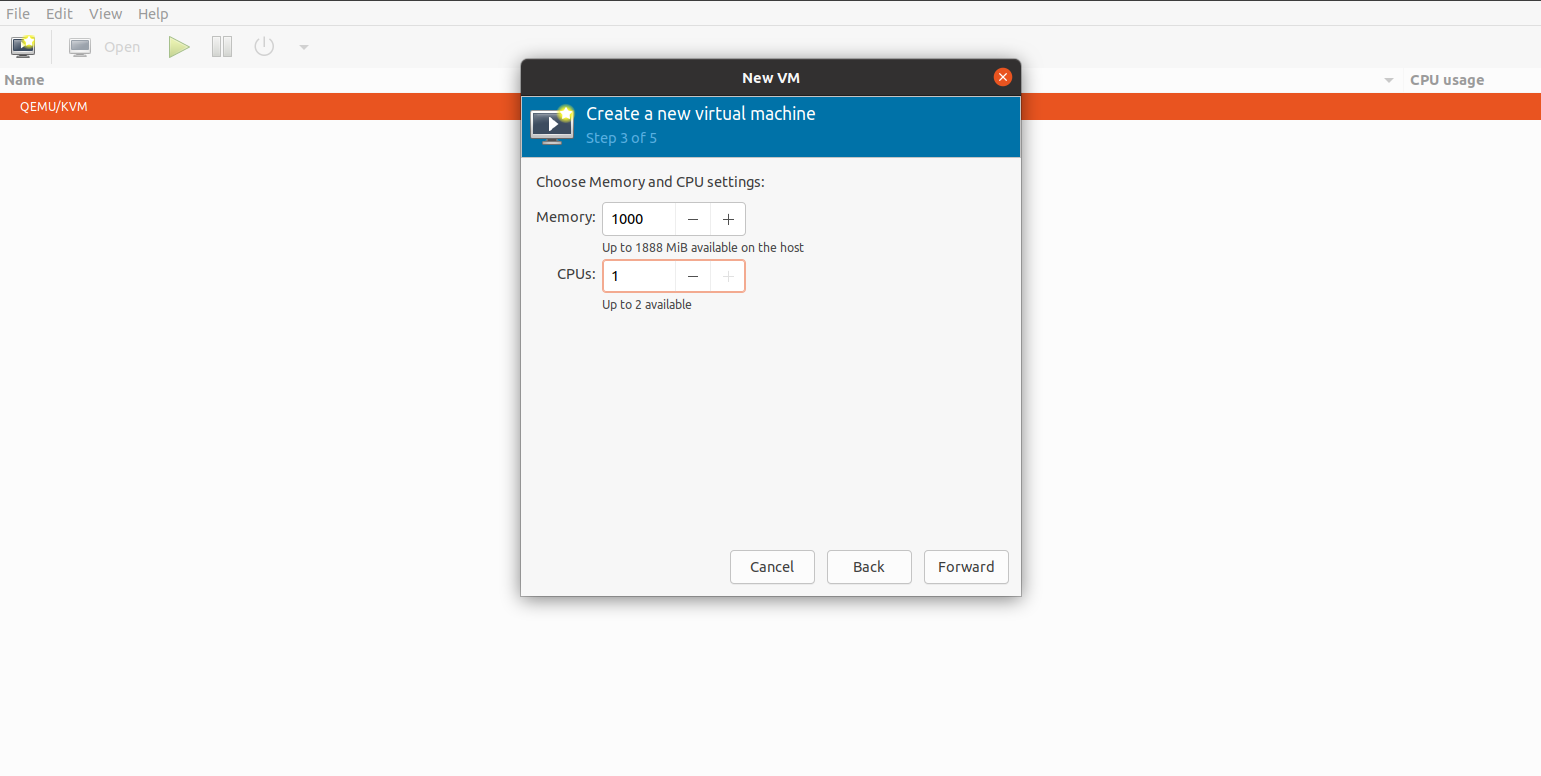 File Edit View Help
Open
Name CPU usage
QEMU/KVM
New VM
Create a new virtual machine
Step 3 of 5
Choose Memory and CPU settings:
Memory: 1000 − +
Up to 1888 MiB available on the host
CPUs: 1 − +
Up to 2 available
Cancel Back Forward